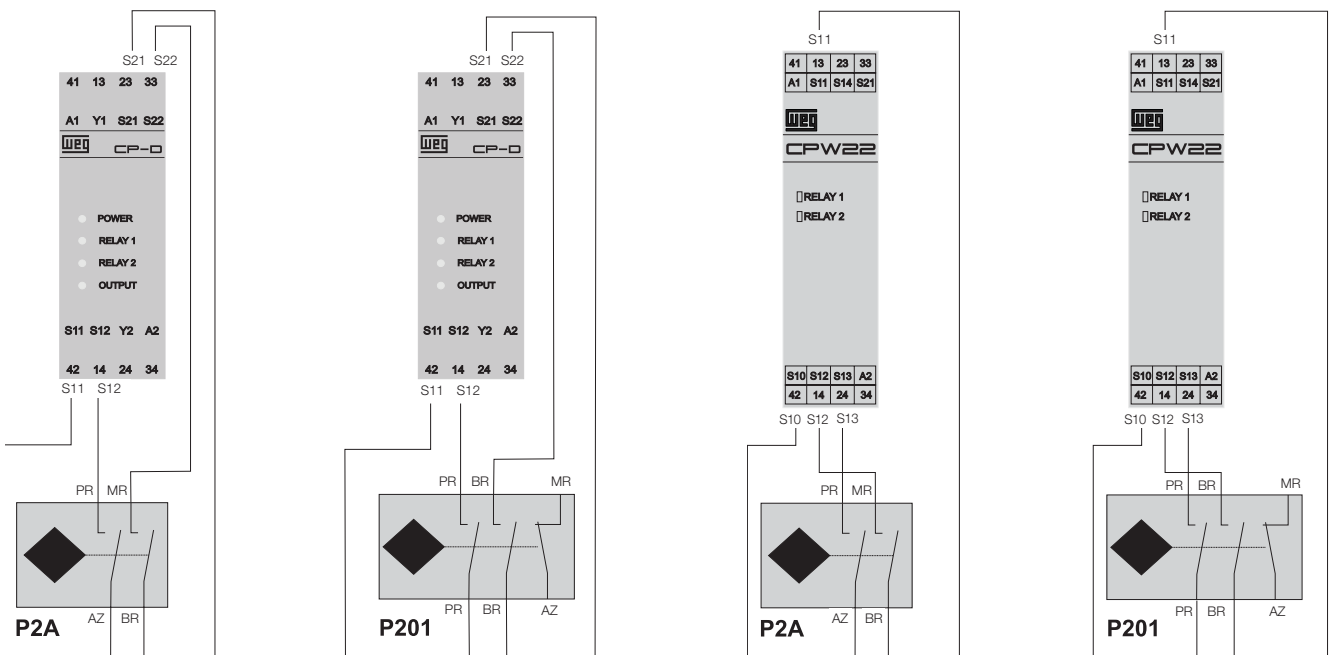 S21 S22
41 13 23 33
A1 Y1 S21 S22
weg CP-D
POWER
RELAY 1
RELAY 2
OUTPUT
S11 S12 Y2 A2
42 14 24 34
S11 S12
PR MR
AZ BR
P2A
S21 S22
41 13 23 33
A1 Y1 S21 S22
weg CP-D
POWER
RELAY 1
RELAY 2
OUTPUT
S11 S12 Y2 A2
42 14 24 34
S11 S12
PR BR MR
PR BR AZ
P201
S11
41 13 23 33
A1 S11 S14 S21
weg
CPW22
RELAY 1
RELAY 2
S10 S12 S13 A2
42 14 24 34
S10 S12 S13
PR MR
AZ BR
P2A
S11
41 13 23 33
A1 S11 S14 S21
weg
CPW22
RELAY 1
RELAY 2
S10 S12 S13 A2
42 14 24 34
S10 S12 S13
PR BR MR
PR BR AZ
P201